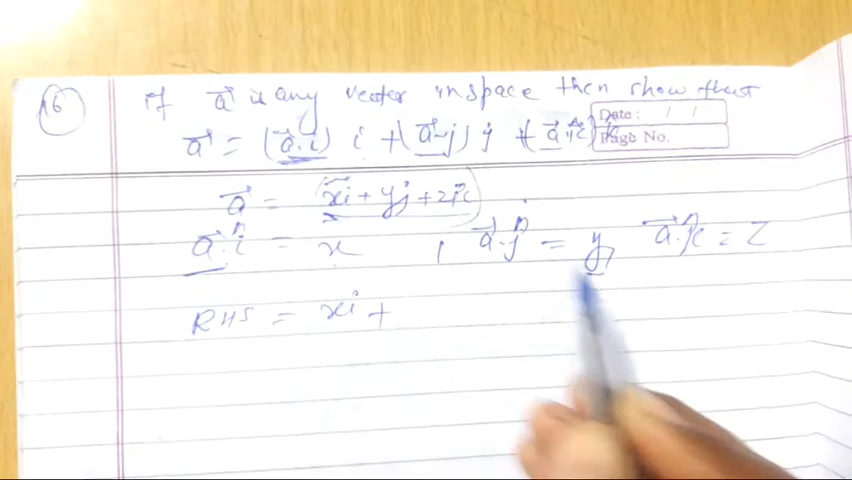 16 if a⃗ is any vector in space then show that
a⃗ = (a⃗.i) i + (a⃗.j) j + (a⃗.k̂) k
Date: / /
Page No.
a⃗ = (xi + yj + zk)
a⃗.î = x , a⃗.ĵ = y, a⃗.k̂ = z
RHS = xi +